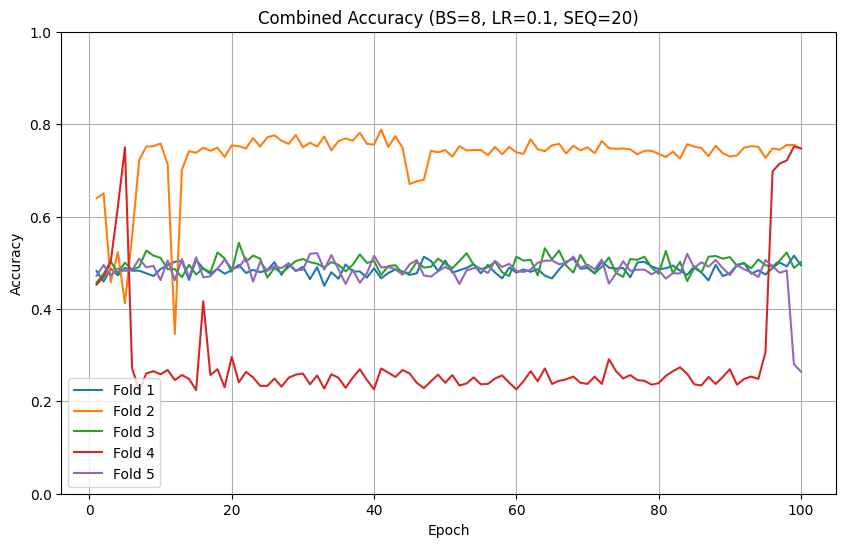 Combined Accuracy (BS=8, LR=0.1, SEQ=20)
1.0
0.8
0.6
0.4
0.2
0.0
Accuracy
Fold 1
Fold 2
Fold 3
Fold 4
Fold 5
0 20 40 60 80 100
Epoch